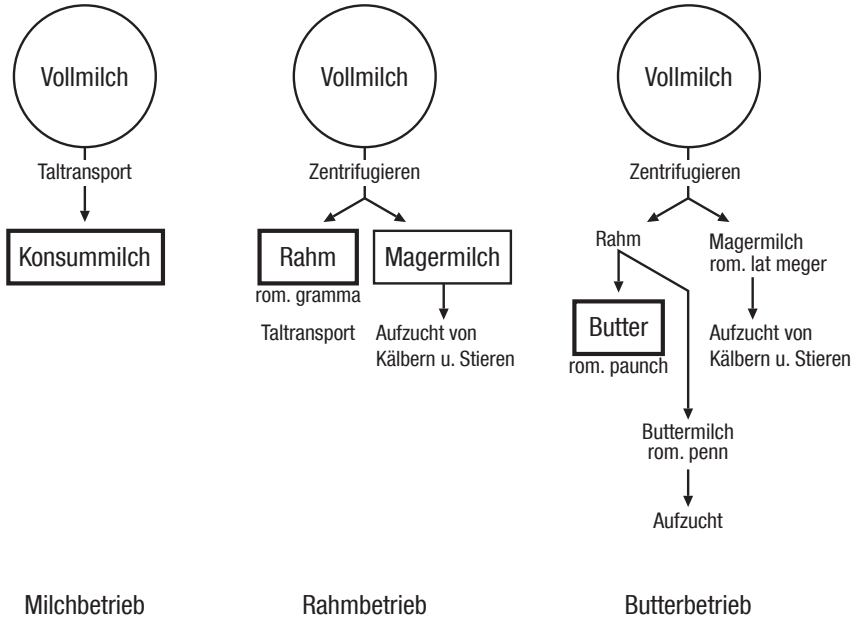 Vollmilch
Taltransport
Konsummilch
Milchbetrieb
Vollmilch
Zentrifugieren
Rahm
rom. gramma
Taltransport
Magermilch
Aufzucht von
Kälbern u. Stieren
Rahmbetrieb
Vollmilch
Zentrifugieren
Rahm
Butter
rom. paunch
Magermilch
rom. lat meger
Aufzucht von
Kälbern u. Stieren
Buttermilch
rom. penn
Aufzucht
Butterbetrieb